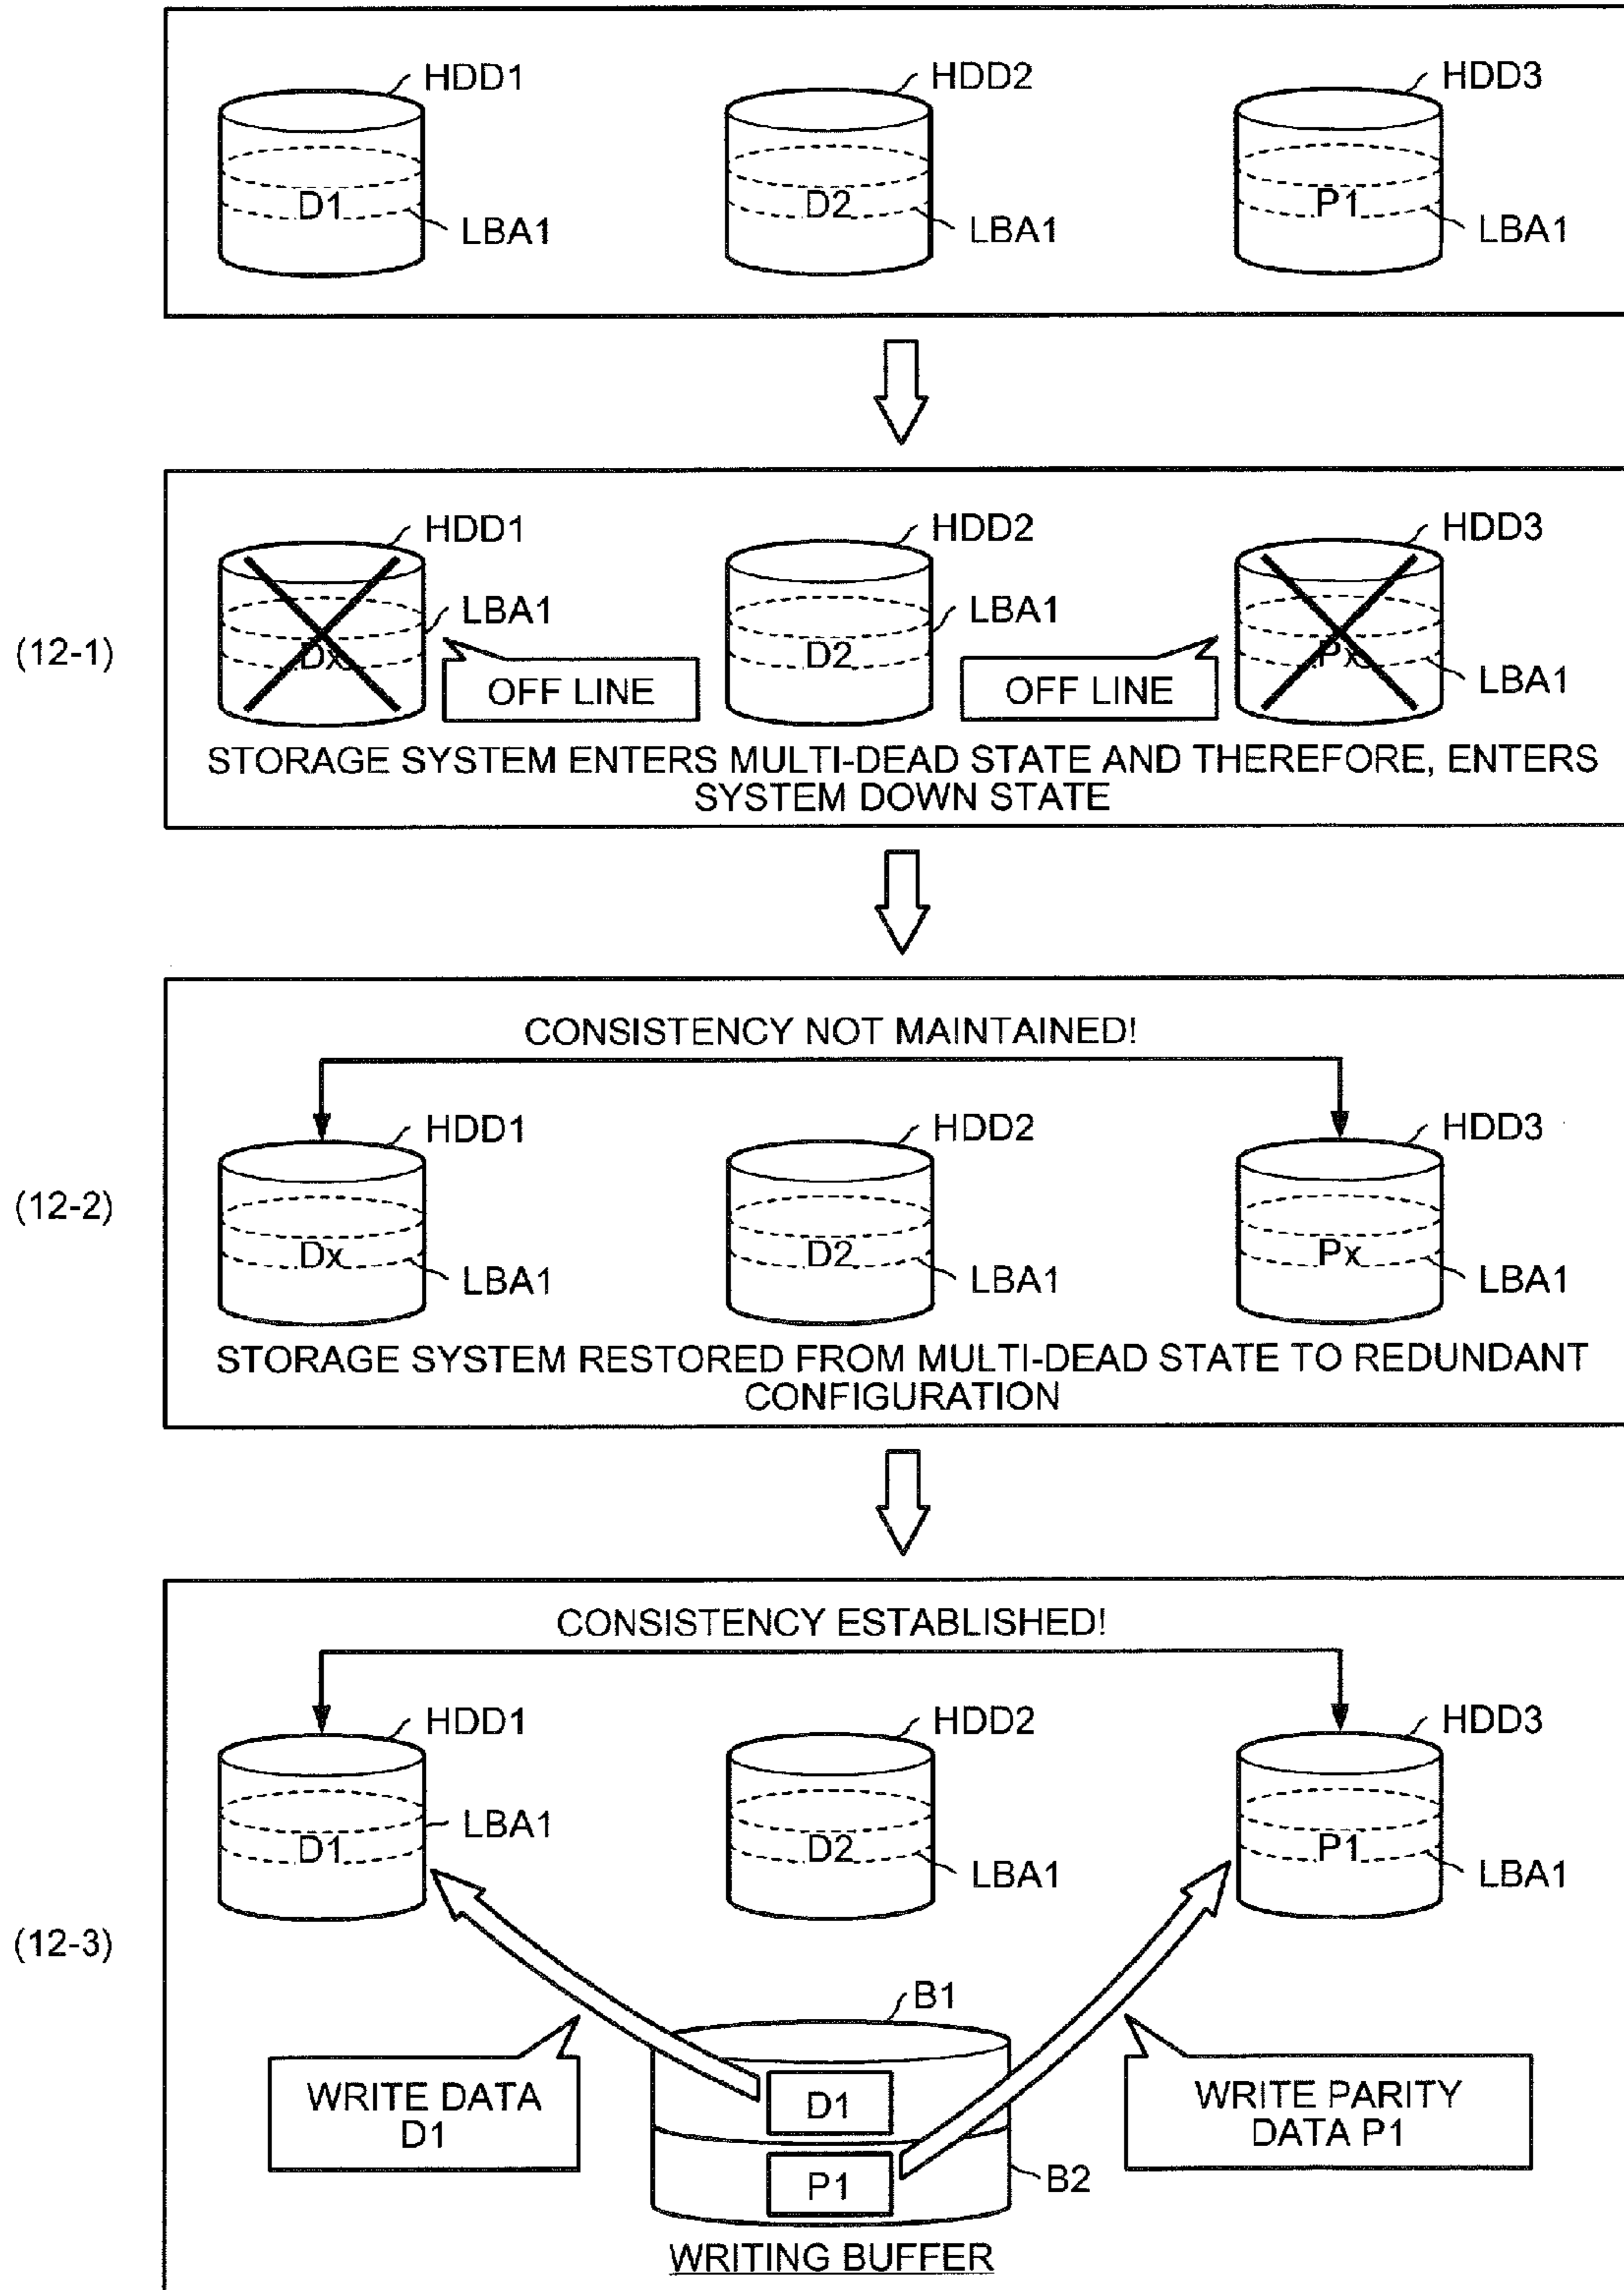 HDD1
HDD2
HDD3
D1
D2
P1
LBA1
LBA1
LBA1
(12-1)
HDD1
HDD2
HDD3
LBA1
LBA1
Dx
D2
Px
OFF LINE
OFF LINE
LBA1
STORAGE SYSTEM ENTERS MULTI-DEAD STATE AND THEREFORE, ENTERS
SYSTEM DOWN STATE
(12-2)
CONSISTENCY NOT MAINTAINED!
HDD1
HDD2
HDD3
Dx
D2
Px
LBA1
LBA1
LBA1
STORAGE SYSTEM RESTORED FROM MULTI-DEAD STATE TO REDUNDANT
CONFIGURATION
(12-3)
CONSISTENCY ESTABLISHED!
HDD1
HDD2
HDD3
LBA1
D1
D2
P1
LBA1
LBA1
B1
WRITE DATA
D1
D1
WRITE PARITY
DATA P1
P1
B2
WRITING BUFFER